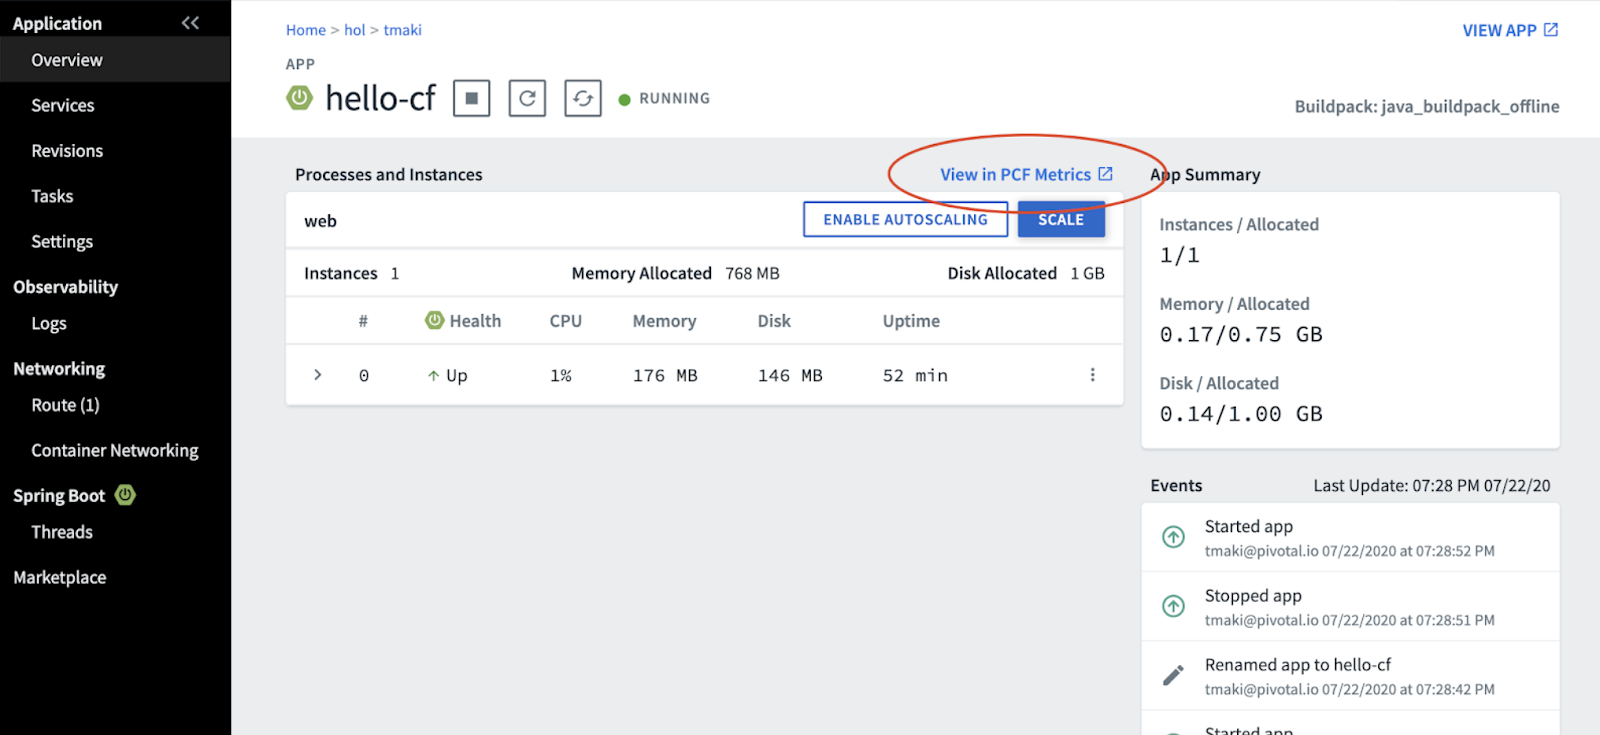 Application
Overview
Services
Revisions
Tasks
Settings
Observability
Logs
Networking
Route (1)
Container Networking
Spring Boot
Threads
Marketplace
Home > hol > tmaki
VIEW APP
APP
hello-cf
RUNNING
Buildpack: java_buildpack_offline
Processes and Instances
View in PCF Metrics
web
ENABLE AUTOSCALING
SCALE
Instances 1 Memory Allocated 768 MB Disk Allocated 1 GB
# Health CPU Memory Disk Uptime
0 Up 1% 176 MB 146 MB 52 min
App Summary
Instances / Allocated
1/1
Memory / Allocated
0.17/0.75 GB
Disk / Allocated
0.14/1.00 GB
Events Last Update: 07:28 PM 07/22/20
Started app
tmaki@pivotal.io 07/22/2020 at 07:28:52 PM
Stopped app
tmaki@pivotal.io 07/22/2020 at 07:28:51 PM
Renamed app to hello-cf
tmaki@pivotal.io 07/22/2020 at 07:28:42 PM
Started app